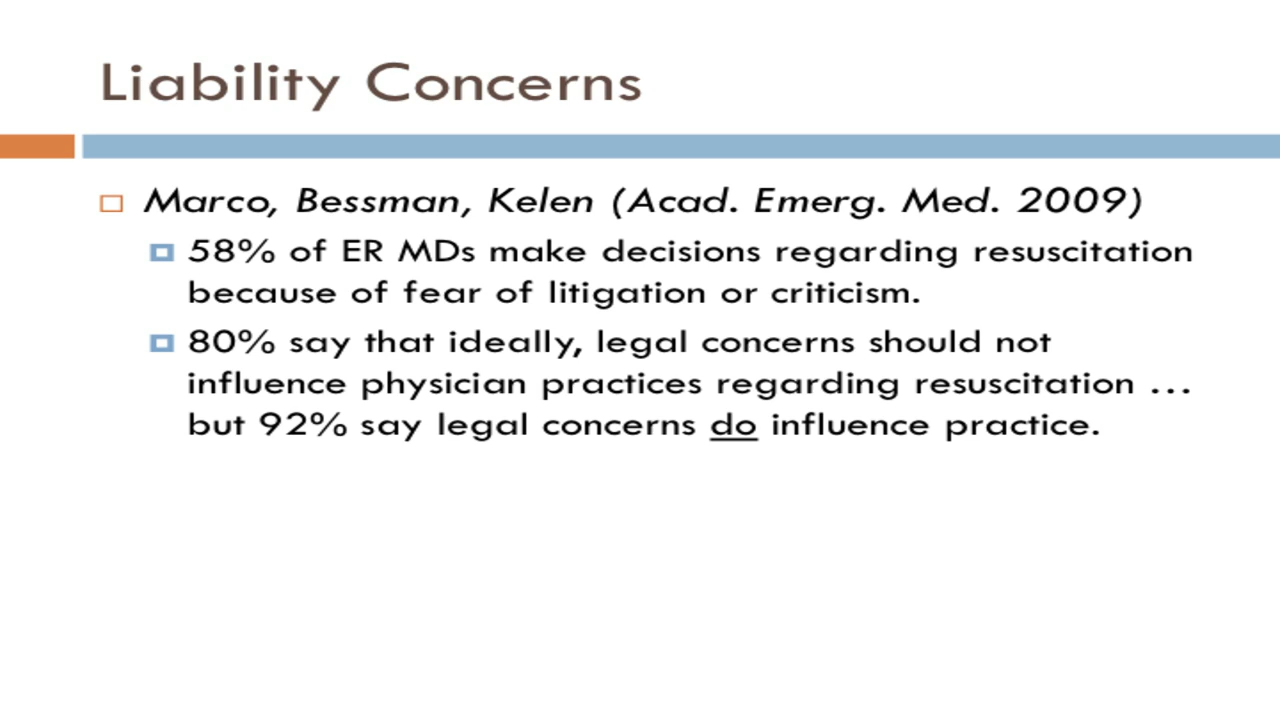 Liability Concerns
Marco, Bessman, Kelen (Acad. Emerg. Med. 2009)
58% of ER MDs make decisions regarding resuscitation
because of fear of litigation or criticism.
80% say that ideally, legal concerns should not
influence physician practices regarding resuscitation ...
but 92% say legal concerns do influence practice.